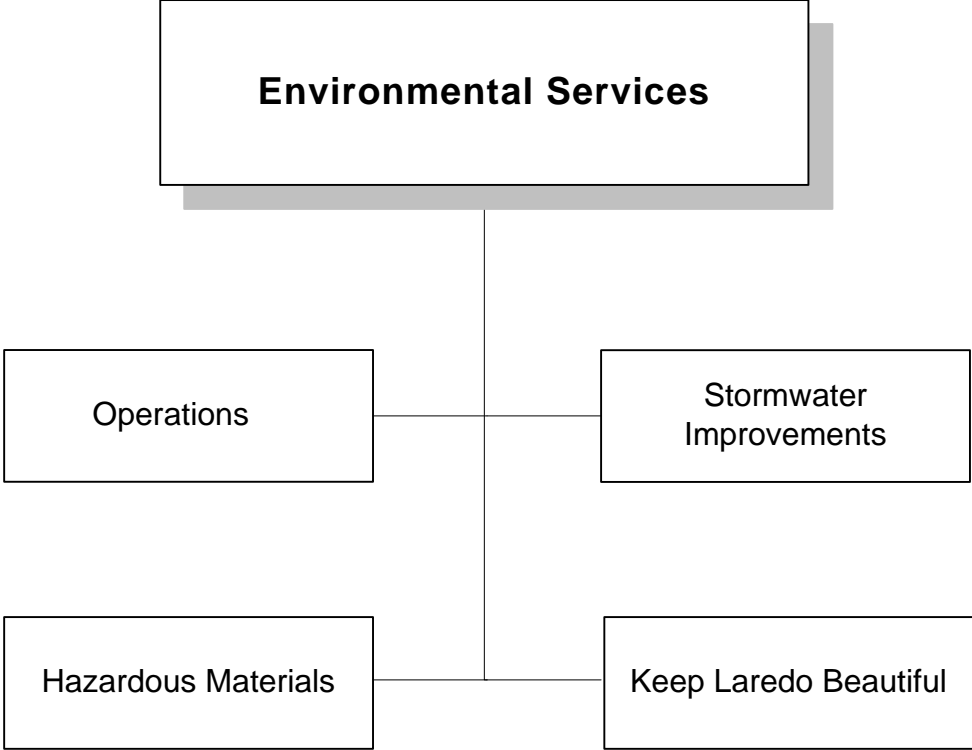 Environmental Services
Operations
Stormwater
Improvements
Hazardous Materials
Keep Laredo Beautiful